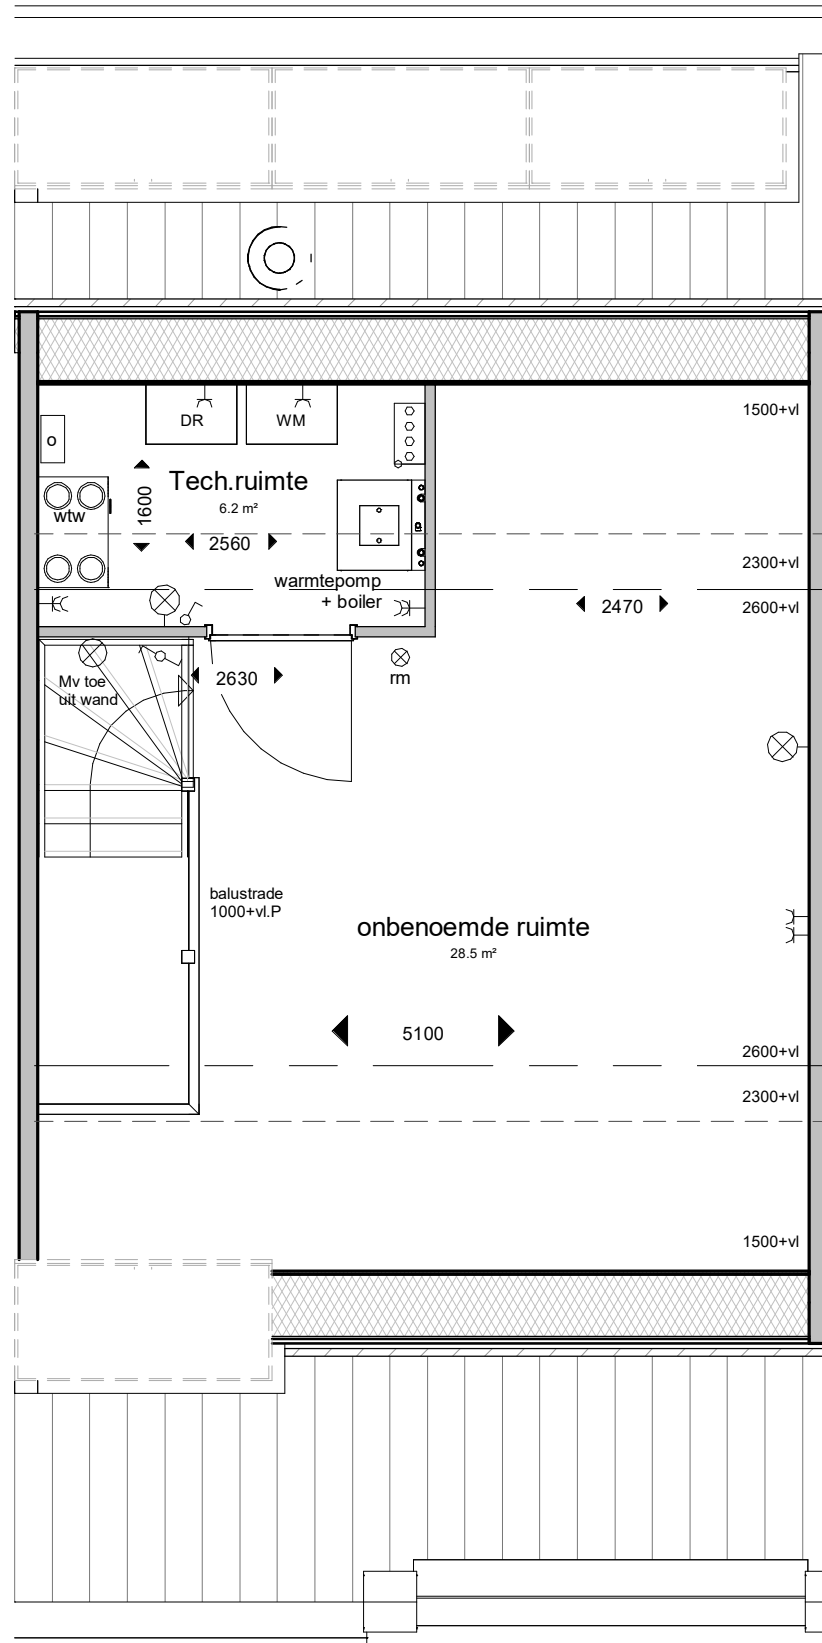 1500+vl
DR
WM
o
Tech.ruimte
6.2 m²
1600
wtw
2560
2300+vl
warmtepomp
+ boiler
2470
2600+vl
2630
rm
Mv toe
uit wand
balustrade
1000+vl.P
onbenoemde ruimte
28.5 m²
5100
2600+vl
2300+vl
1500+vl